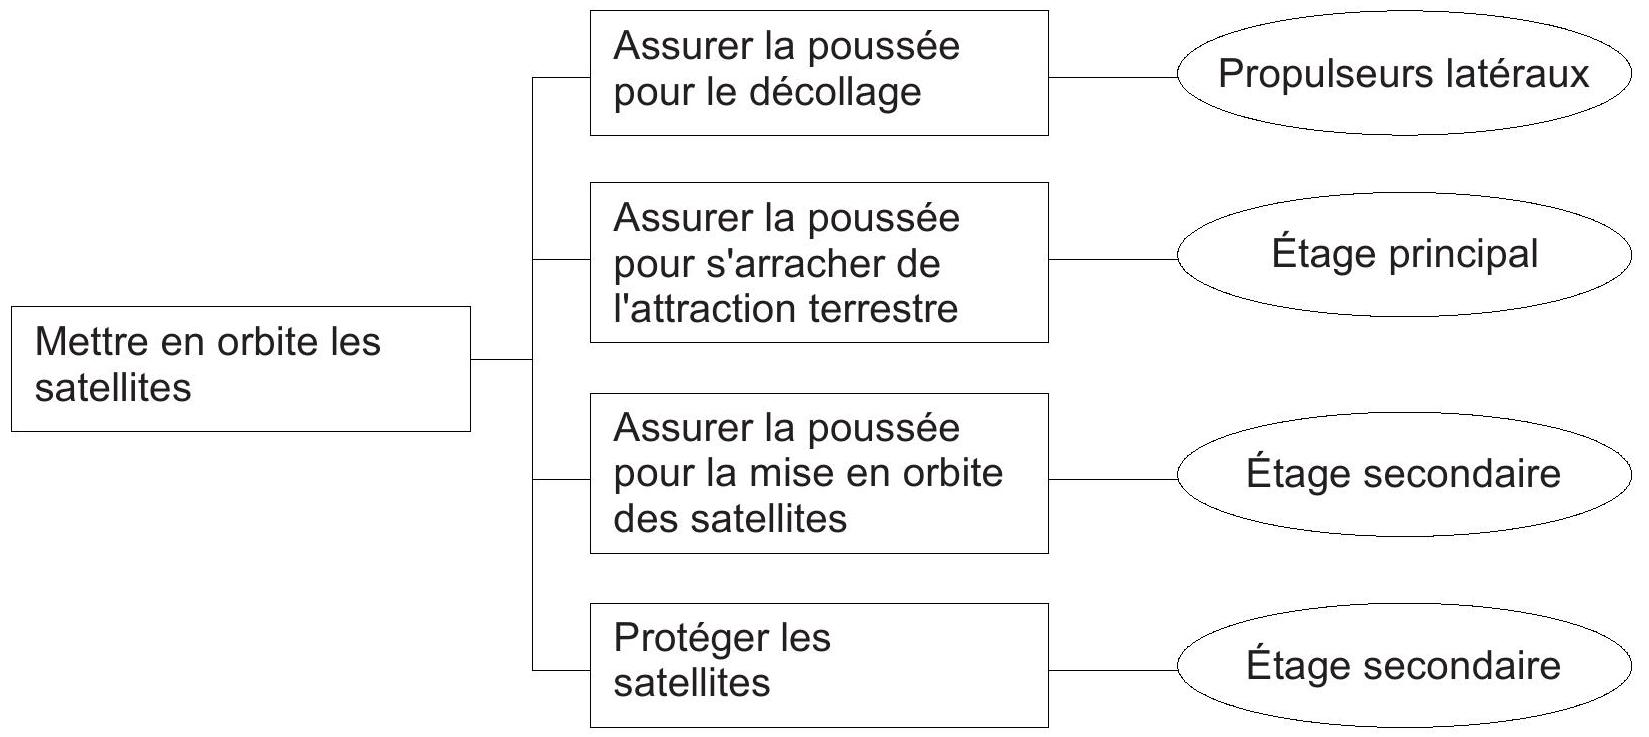 Assurer la poussée
pour le décollage
Propulseurs latéraux
Assurer la poussée
pour s'arracher de
l'attraction terrestre
Étage principal
Mettre en orbite les
satellites
Assurer la poussée
pour la mise en orbite
des satellites
Étage secondaire
Protéger les
satellites
Étage secondaire